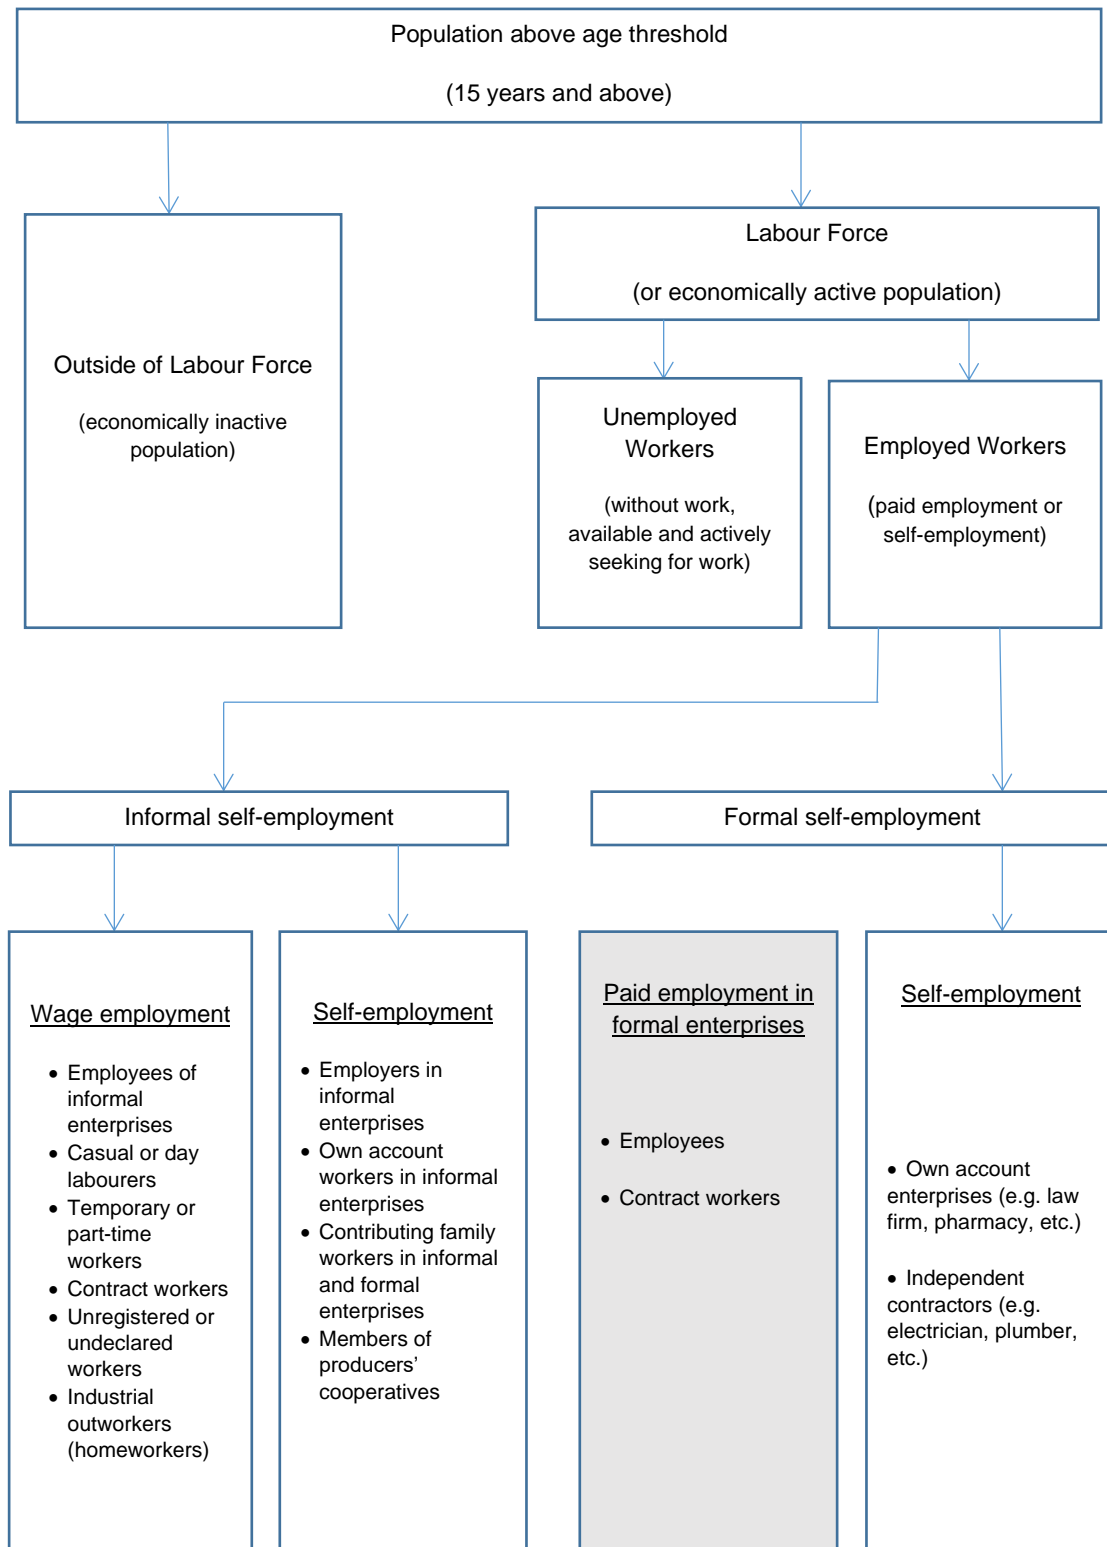 Population above age threshold
(15 years and above)
Outside of Labour Force
(economically inactive
population)
Labour Force
(or economically active population)
Unemployed
Workers
(without work,
available and actively
seeking for work)
Employed Workers
(paid employment or
self-employment)
Informal self-employment
Formal self-employment
Wage employment
• Employees of
informal
enterprises
• Casual or day
labourers
• Temporary or
part-time
workers
• Contract workers
• Unregistered or
undeclared
workers
• Industrial
outworkers
(homeworkers)
Self-employment
• Employers in
informal
enterprises
• Own account
workers in informal
enterprises
• Contributing family
workers in informal
and formal
enterprises
• Members of
producers’
cooperatives
Paid employment in
formal enterprises
• Employees
• Contract workers
Self-employment
• Own account
enterprises (e.g. law
firm, pharmacy, etc.)
• Independent
contractors (e.g.
electrician, plumber,
etc.)